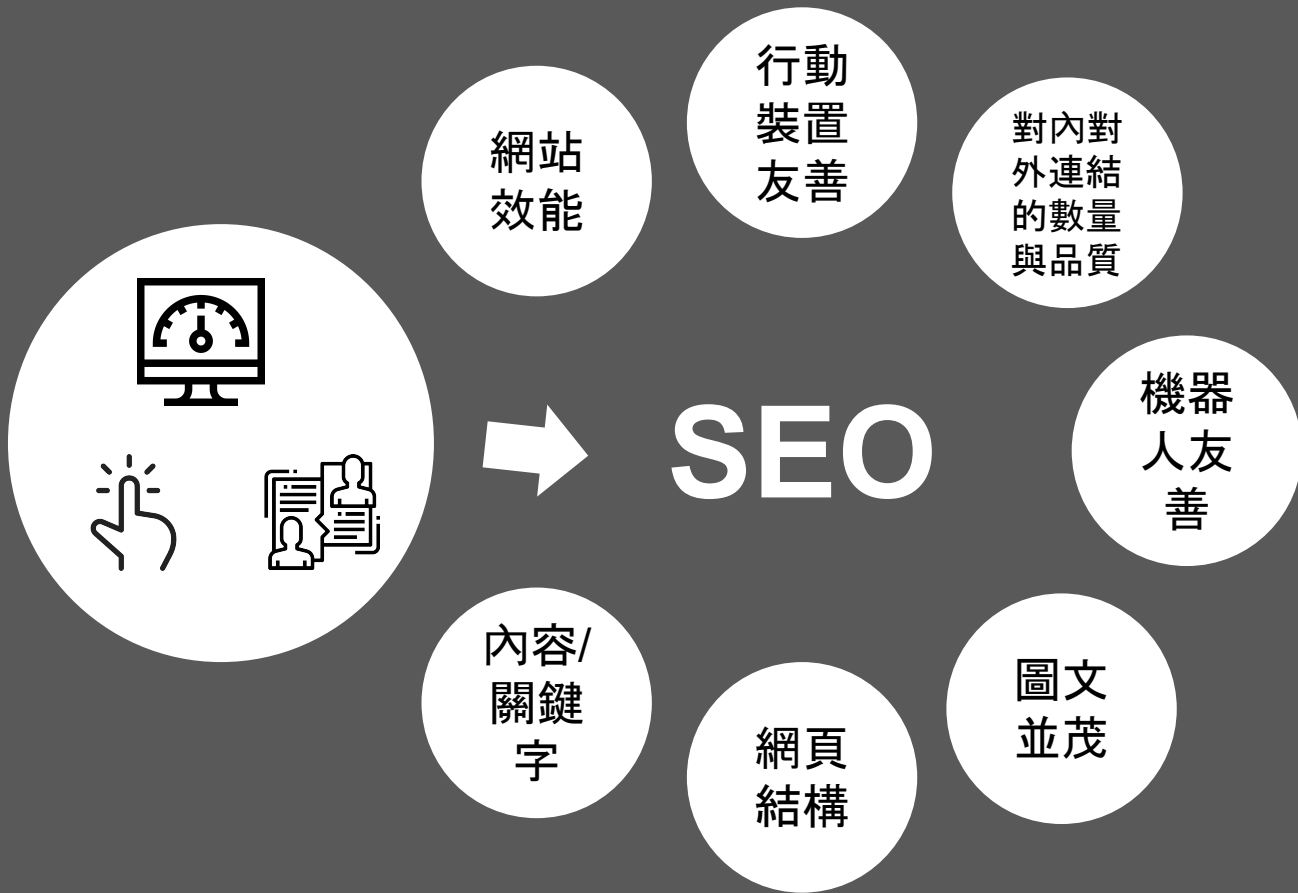 網站
效能
行動
裝置
友善
對內對
外連結
的數量
與品質
SEO
機器
人友
善
內容/
關鍵
字
網頁
結構
圖文
並茂